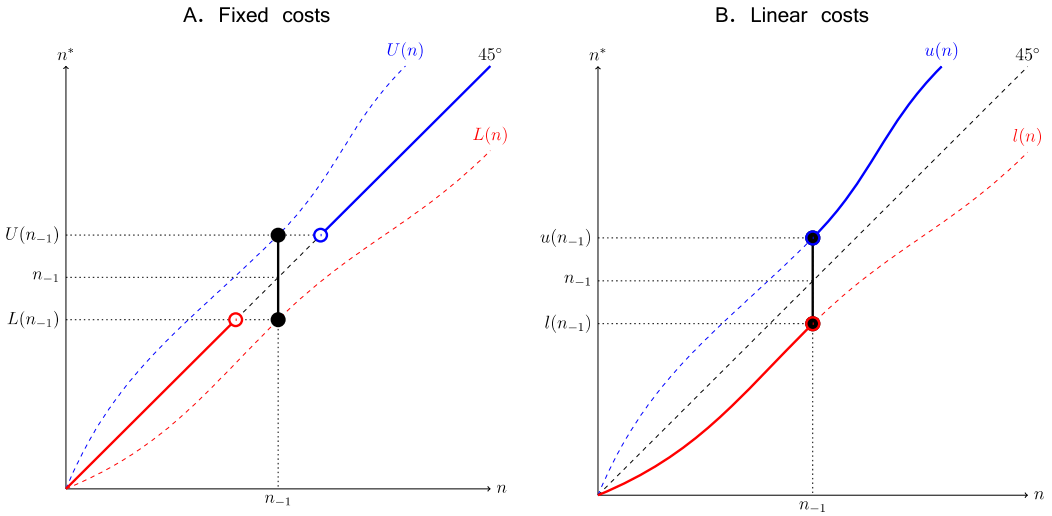 A. Fixed costs
n*
U(n)
45°
L(n)
U(n₋₁)
n₋₁
L(n₋₁)
n₋₁
n
B. Linear costs
n*
u(n)
45°
l(n)
u(n₋₁)
n₋₁
l(n₋₁)
n₋₁
n